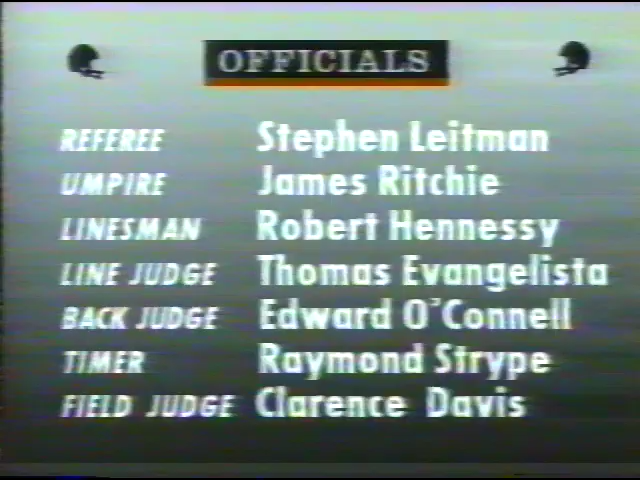 OFFICIALS
REFEREE Stephen Leitman
UMPIRE James Ritchie
LINESMAN Robert Hennessy
LINE JUDGE Thomas Evangelista
BACK JUDGE Edward O'Connell
TIMER Raymond Strype
FIELD JUDGE Clarence Davis